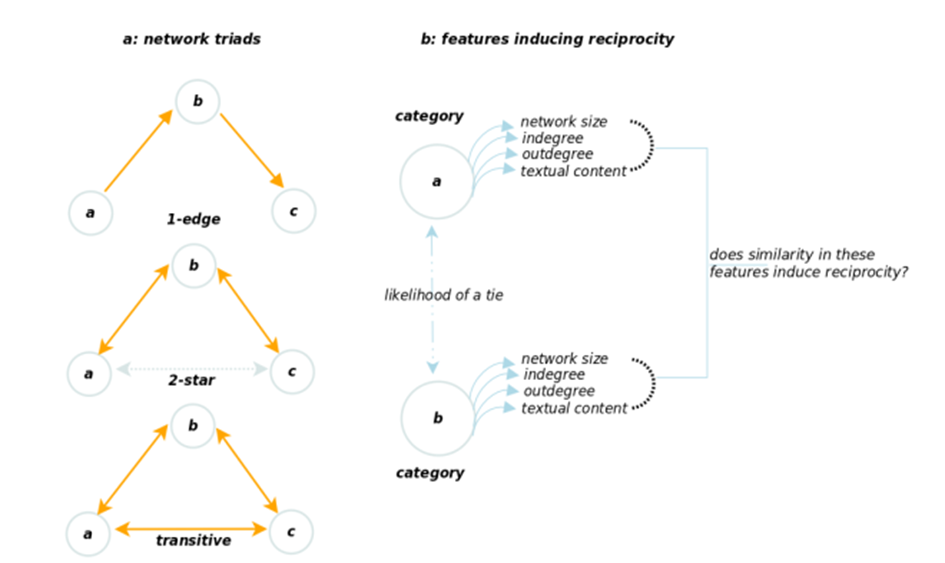 a: network triads
b
a
c
1-edge
b
a
c
2-star
b
a
c
transitive
b: features inducing reciprocity
category
a
network size
indegree
outdegree
textual content
likelihood of a tie
does similarity in these
features induce reciprocity?
network size
indegree
outdegree
textual content
b
category